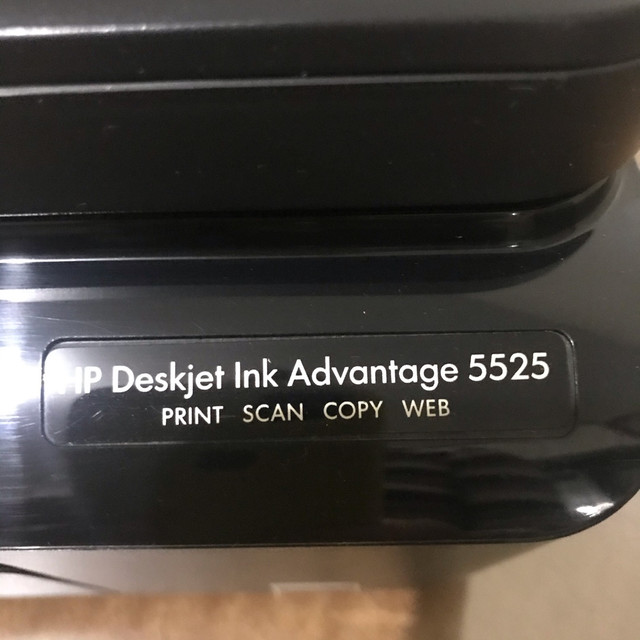 HP Deskjet Ink Advantage 5525
PRINT SCAN COPY WEB